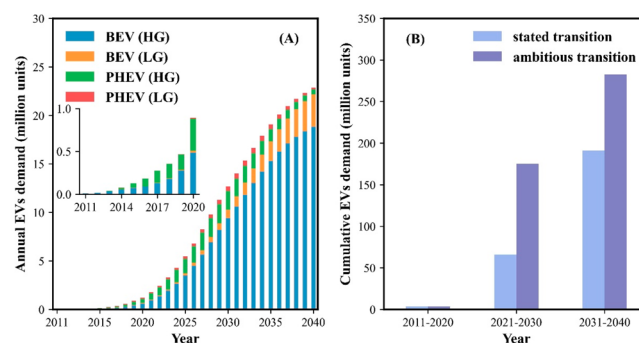 (A)
BEV (HG)
BEV (LG)
PHEV (HG)
PHEV (LG)
Annual EVs demand (million units)
30
25
20
15
10
5
0
1.0
0.5
0.0
2011 2014 2017 2020
2011 2015 2020 2025 2030 2035 2040
Year
(B)
stated transition
ambitious transition
Cumulative EVs demand (million units)
350
300
250
200
150
100
50
0
2011-2020 2021-2030 2031-2040
Year